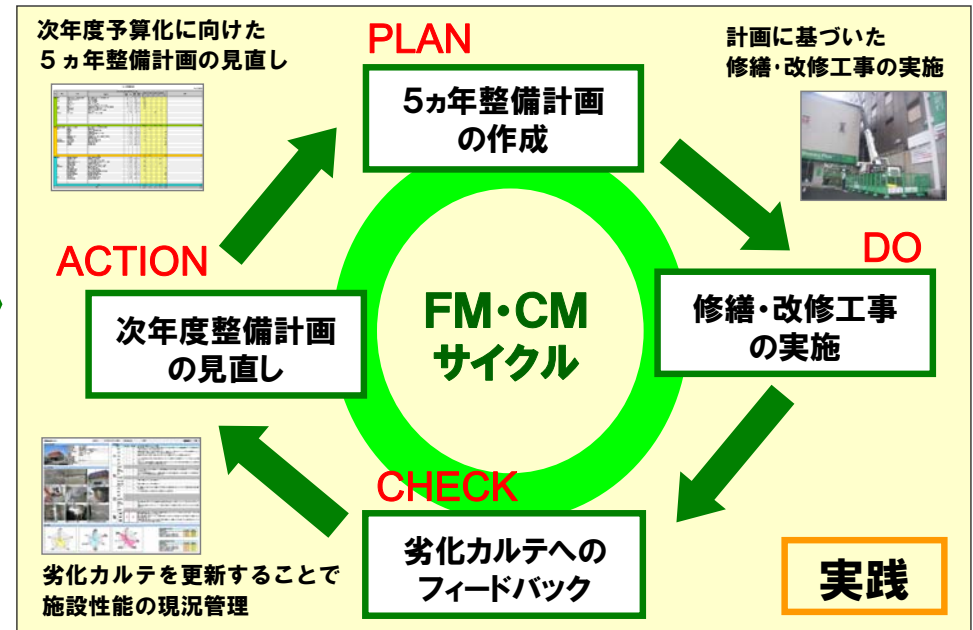 次年度予算化に向けた
５ヵ年整備計画の見直し
PLAN
5ヵ年整備計画
の作成
計画に基づいた
修繕・改修工事の実施
DO
修繕・改修工事
の実施
ACTION
次年度整備計画
の見直し
FM・CM
サイクル
CHECK
劣化カルテへの
フィードバック
劣化カルテを更新することで
施設性能の現況管理
実践